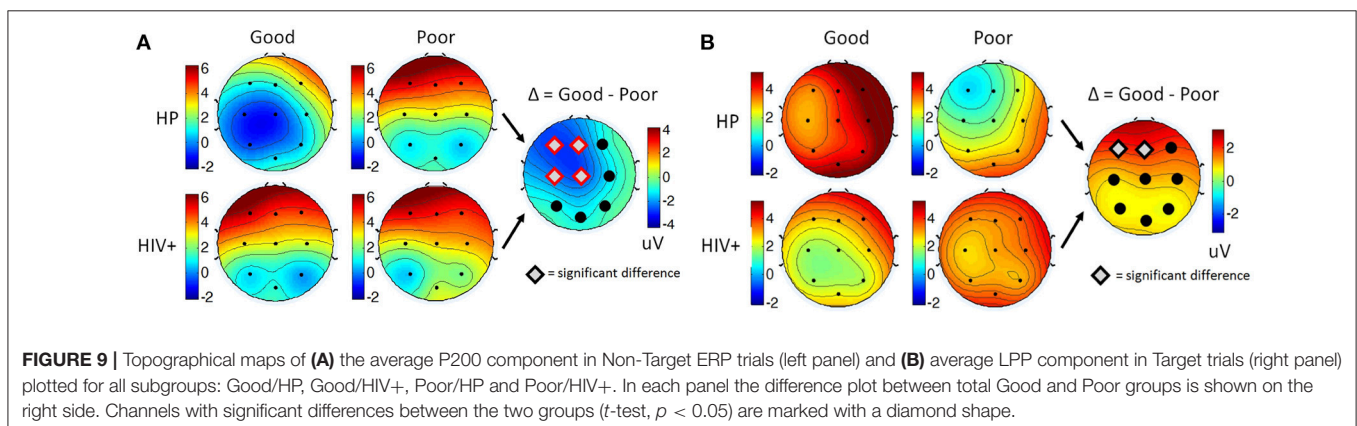 A
Good
Poor
HP
HIV+
6
4
2
0
-2
6
4
2
0
-2
6
4
2
0
-2
6
4
2
0
-2
Δ = Good - Poor
4
2
0
-2
-4
uV
= significant difference
B
Good
Poor
HP
HIV+
4
2
0
-2
4
2
0
-2
4
2
0
-2
4
2
0
-2
Δ = Good - Poor
2
0
-2
uV
= significant difference
FIGURE 9 | Topographical maps of (A) the average P200 component in Non-Target ERP trials (left panel) and (B) average LPP component in Target trials (right panel)
plotted for all subgroups: Good/HP, Good/HIV+, Poor/HP and Poor/HIV+. In each panel the difference plot between total Good and Poor groups is shown on the
right side. Channels with significant differences between the two groups (t-test, p < 0.05) are marked with a diamond shape.